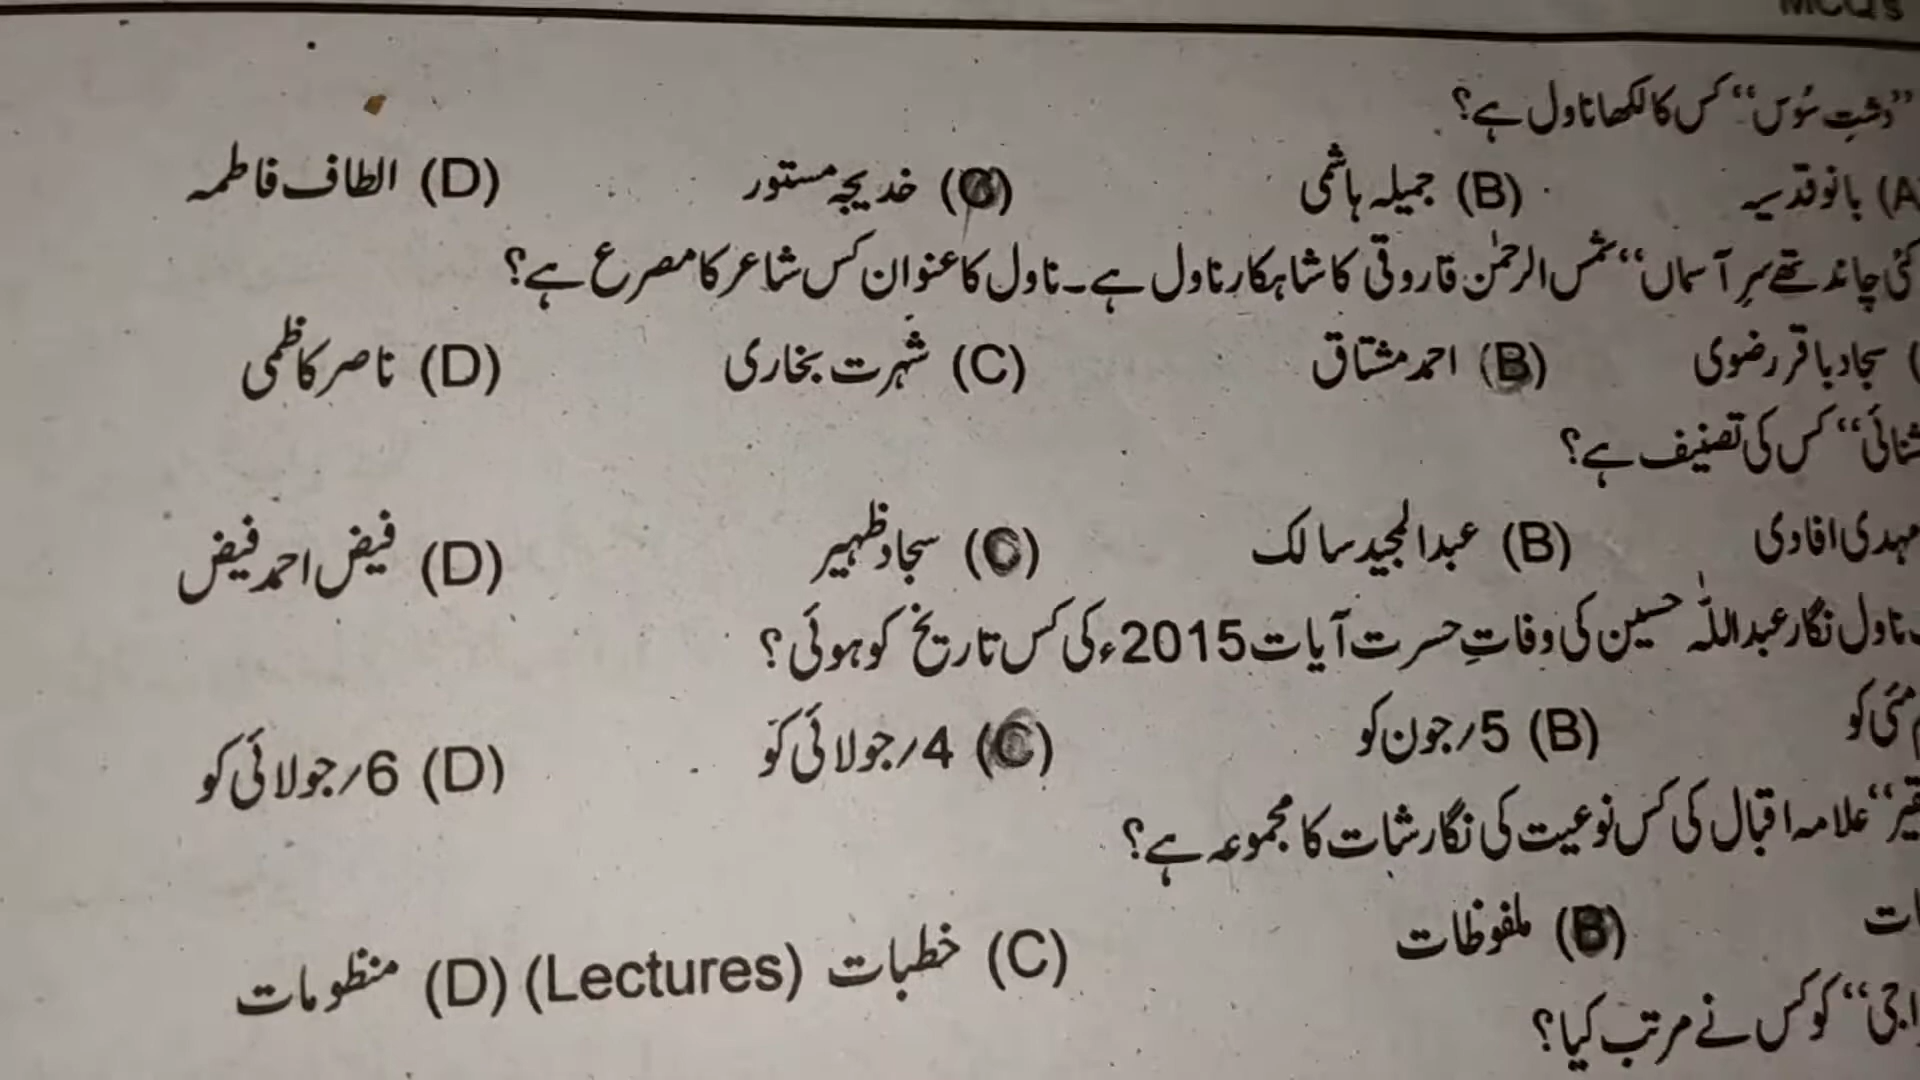 MCQ's
”دشتِ سُوس“ کس کا لکھا ناول ہے؟
(A) بانو قدسیہ (B) جمیلہ ہاشمی (C) خدیجہ مستور (D) الطاف فاطمہ
کئی چاند تھے سرِ آسماں“ شمس الرحمٰن فاروقی کا شاہکار ناول ہے۔ ناول کا عنوان کس شاعر کا مصرع ہے؟
) سجاد باقر رضوی (B) احمد مشتاق (C) شہرت بخاری (D) ناصر کاظمی
“ کس کی تصنیف ہے؟
مہدی افادی (B) عبدالمجید سالک (C) سجاد ظہیر (D) فیض احمد فیض
ناول نگار عبداللہ حسین کی وفاتِ حسرت آیات 2015ء کی کس تاریخ کو ہوئی؟
مئی کو (B) 5/جون کو (C) 4/جولائی کو (D) 6/جولائی کو
“ علامہ اقبال کی کس نوعیت کی نگارشات کا مجموعہ ہے؟
(B) ملفوظات (C) خطبات (Lectures) (D) منظومات
“ کو کس نے مرتب کیا؟